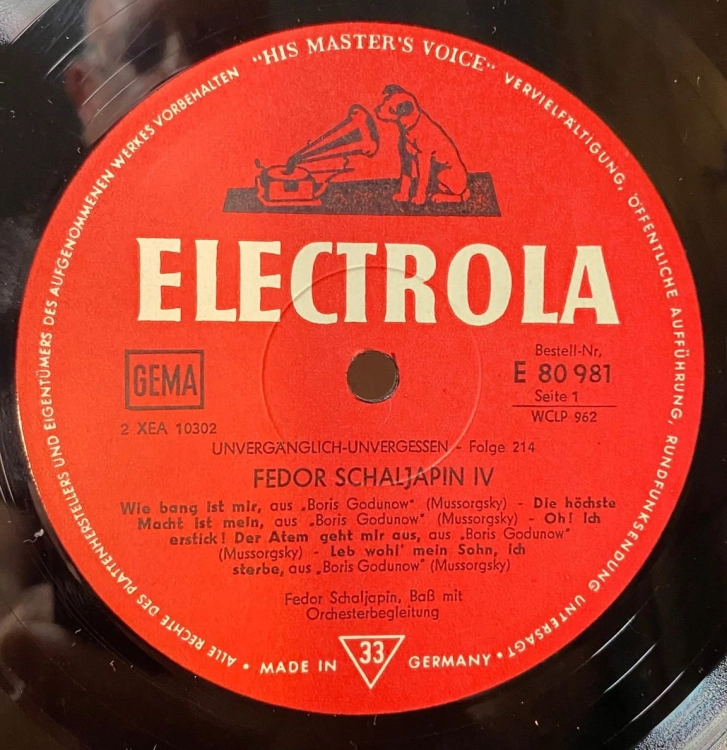 "HIS MASTER'S VOICE"
VERVIELFÄLTIGUNG, ÖFFENTLICHE AUFFÜHRUNG, RUNDFUNKSENDUNG UNTERSAGT •
ALLE RECHTE DES PLATTENHERSTELLERS UND EIGENTÜMERS DES AUFGENOMMENEN WERKES VORBEHALTEN
ELECTROLA
GEMA
2 XEA 10302
Bestell-Nr,
E 80 981
Seite 1
WCLP 962
UNVERGÄNGLICH-UNVERGESSEN - Folge 214
FEDOR SCHALJAPIN IV
Wie bang ist mir, aus „Boris Godunow" (Mussorgsky) - Die höchste
Macht ist mein, aus „Boris Godunow" (Mussorgsky) - Oh! Ich
erstick! Der Atem geht mir aus, aus „Boris Godunow"
(Mussorgsky) - Leb wohl' mein Sohn, ich
sterbe, aus „Boris Godunow" (Mussorgsky)
Fedor Schaljapin, Baß mit
Orchesterbegleitung
• MADE IN 33 GERMANY •